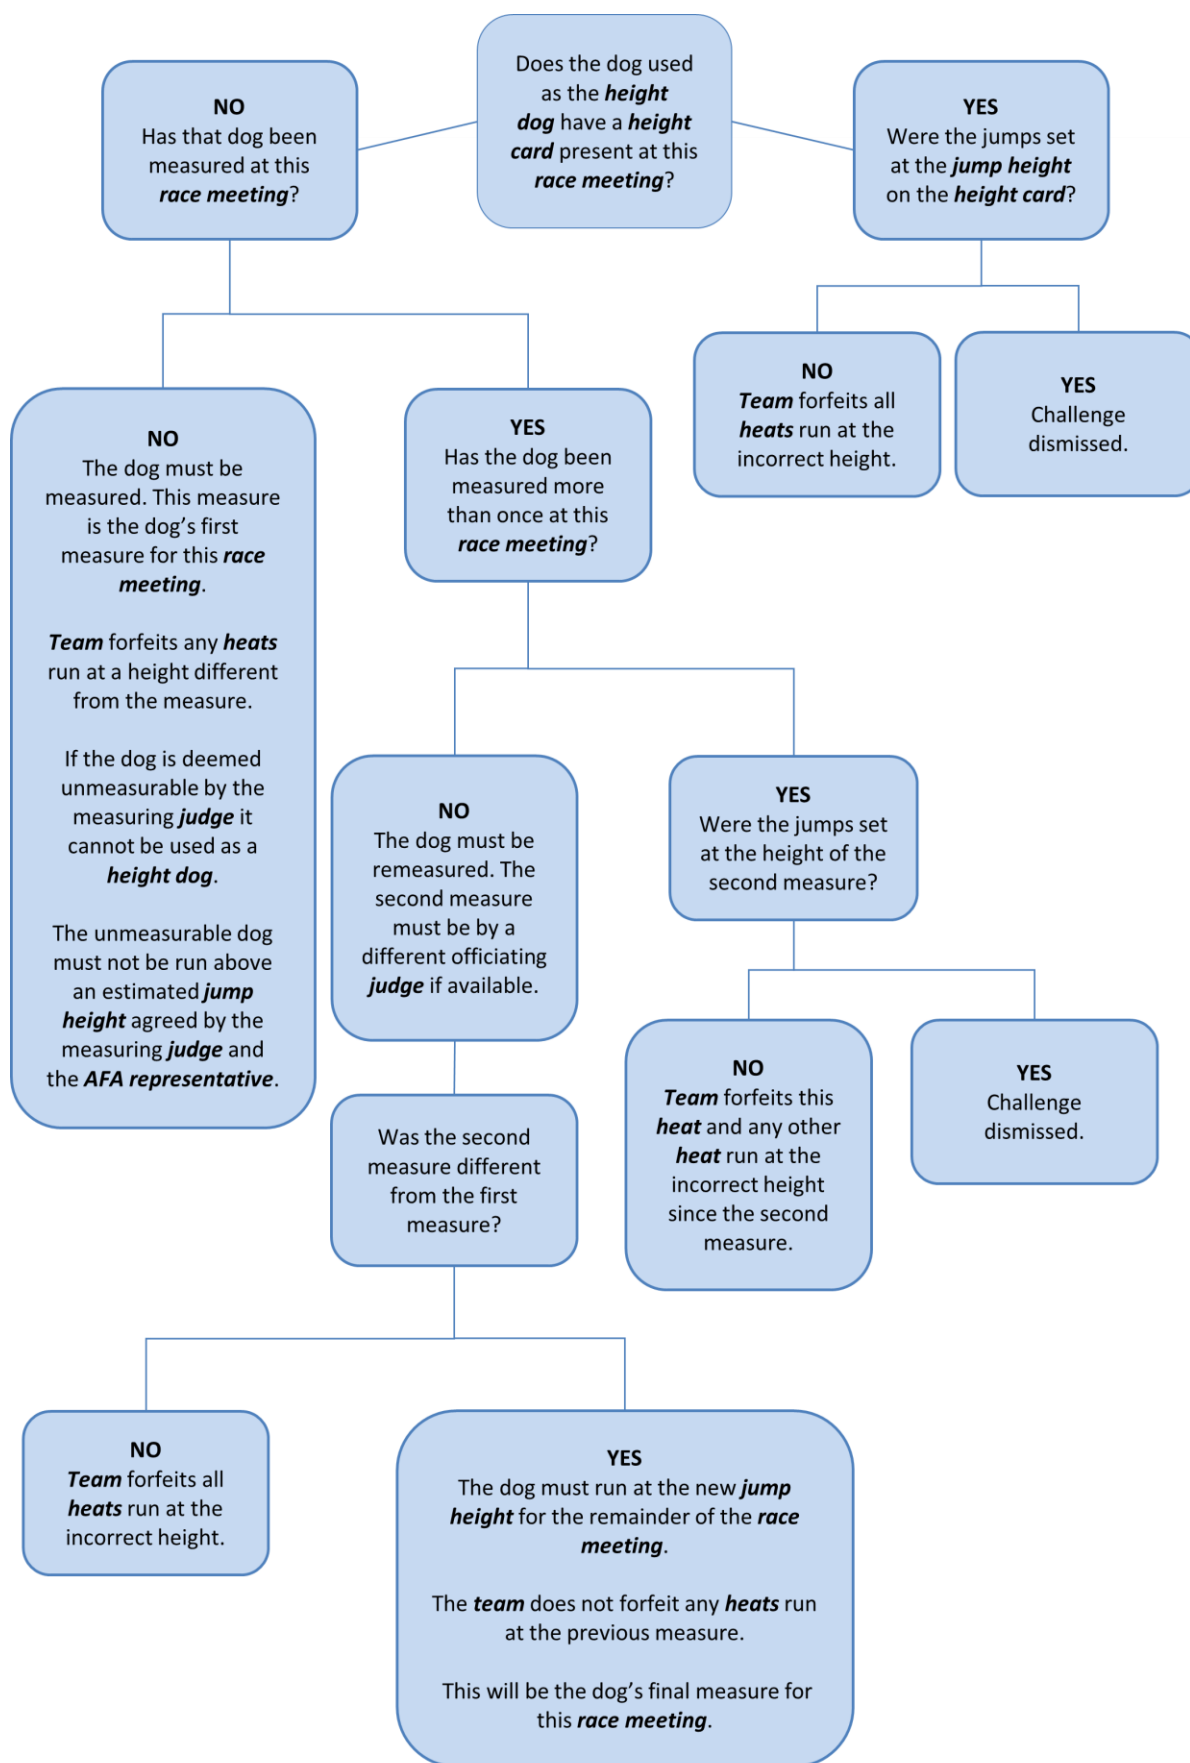 Does the dog used
as the height
dog have a height
card present at this
race meeting?
NO
Has that dog been
measured at this
race meeting?
YES
Were the jumps set
at the jump height
on the height card?
NO
Team forfeits all
heats run at the
incorrect height.
YES
Challenge
dismissed.
NO
The dog must be
measured. This measure
is the dog’s first
measure for this race
meeting.
Team forfeits any heats
run at a height different
from the measure.
If the dog is deemed
unmeasurable by the
measuring judge it
cannot be used as a
height dog.
The unmeasurable dog
must not be run above
an estimated jump
height agreed by the
measuring judge and
the AFA representative.
YES
Has the dog been
measured more
than once at this
race meeting?
NO
The dog must be
remeasured. The
second measure
must be by a
different officiating
judge if available.
YES
Were the jumps set
at the height of the
second measure?
NO
Team forfeits this
heat and any other
heat run at the
incorrect height
since the second
measure.
YES
Challenge
dismissed.
Was the second
measure different
from the first
measure?
NO
Team forfeits all
heats run at the
incorrect height.
YES
The dog must run at the new jump
height for the remainder of the race
meeting.
The team does not forfeit any heats run
at the previous measure.
This will be the dog’s final measure for
this race meeting.